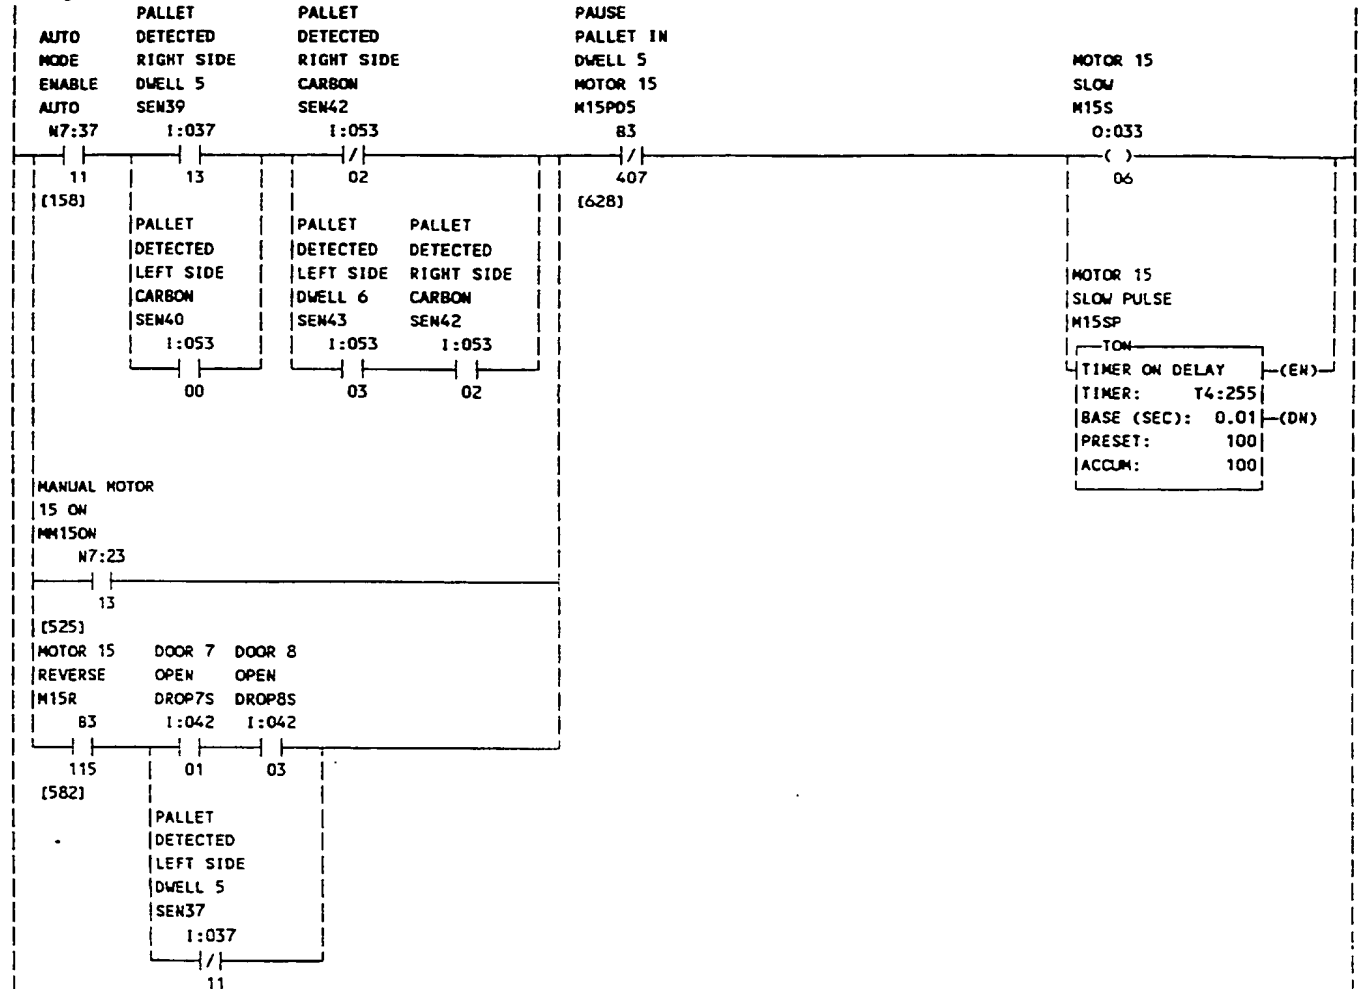 PALLET PALLET PAUSE
AUTO DETECTED DETECTED PALLET IN
MODE RIGHT SIDE RIGHT SIDE DWELL 5 MOTOR 15
ENABLE DWELL 5 CARBON MOTOR 15 SLOW
AUTO SEN39 SEN42 M15PD5 M15S
N7:37 I:037 I:053 B3 O:033
11 13 02 407 06
[158] [628]
PALLET PALLET PALLET
DETECTED DETECTED DETECTED
LEFT SIDE LEFT SIDE RIGHT SIDE MOTOR 15
CARBON DWELL 6 CARBON SLOW PULSE
SEN40 SEN43 SEN42 M15SP
I:053 I:053 I:053 TON
TIMER ON DELAY (EN)
00 03 02 TIMER: T4:255
BASE (SEC): 0.01 (DN)
PRESET: 100
ACCUM: 100
MANUAL MOTOR
15 ON
MM15ON
N7:23
13
[525]
MOTOR 15 DOOR 7 DOOR 8
REVERSE OPEN OPEN
M15R DROP7S DROP8S
B3 I:042 I:042
115 01 03
[582]
PALLET
DETECTED
LEFT SIDE
DWELL 5
SEN37
I:037
11